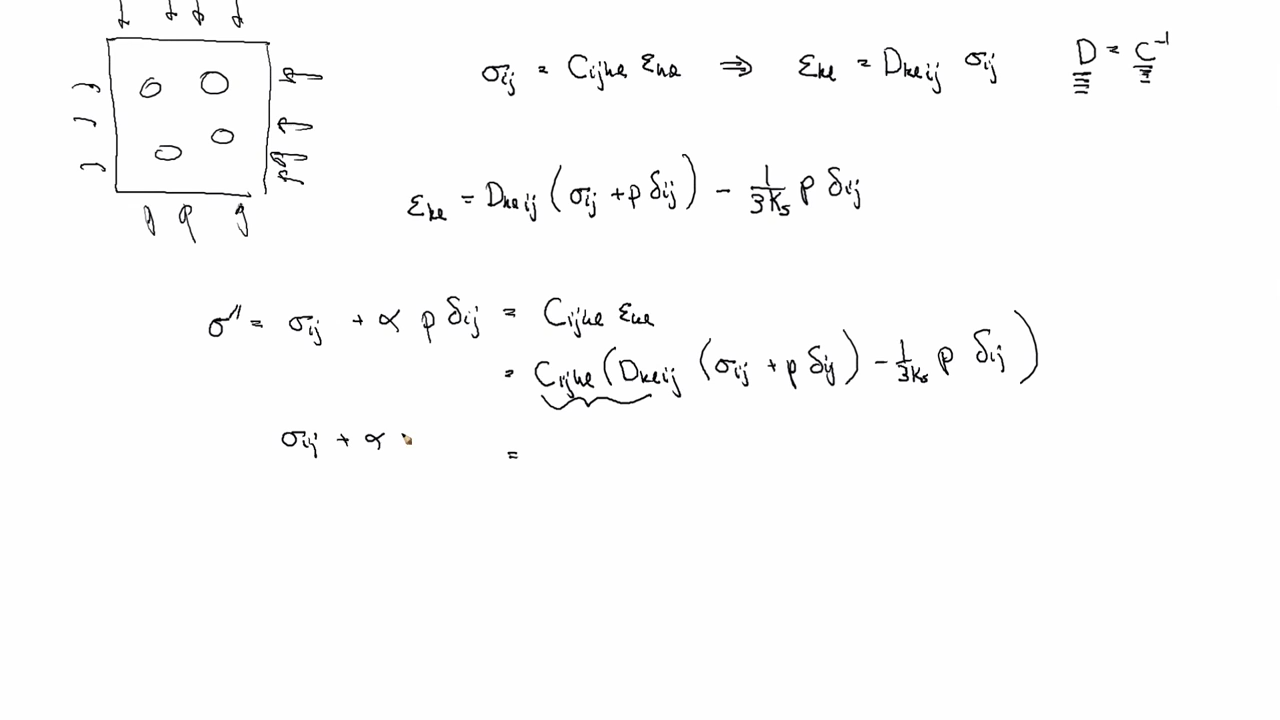 σij = Cijkl εkl ⇒ εkl = Dklij σij D = C⁻¹
εkl = Dklij (σij + p δij) - 1/3Ks p δij
σ'' = σij + α p δij = Cijkl εkl
= Cijkl (Dklij (σij + p δij) - 1/3Ks p δij)
σij + α =